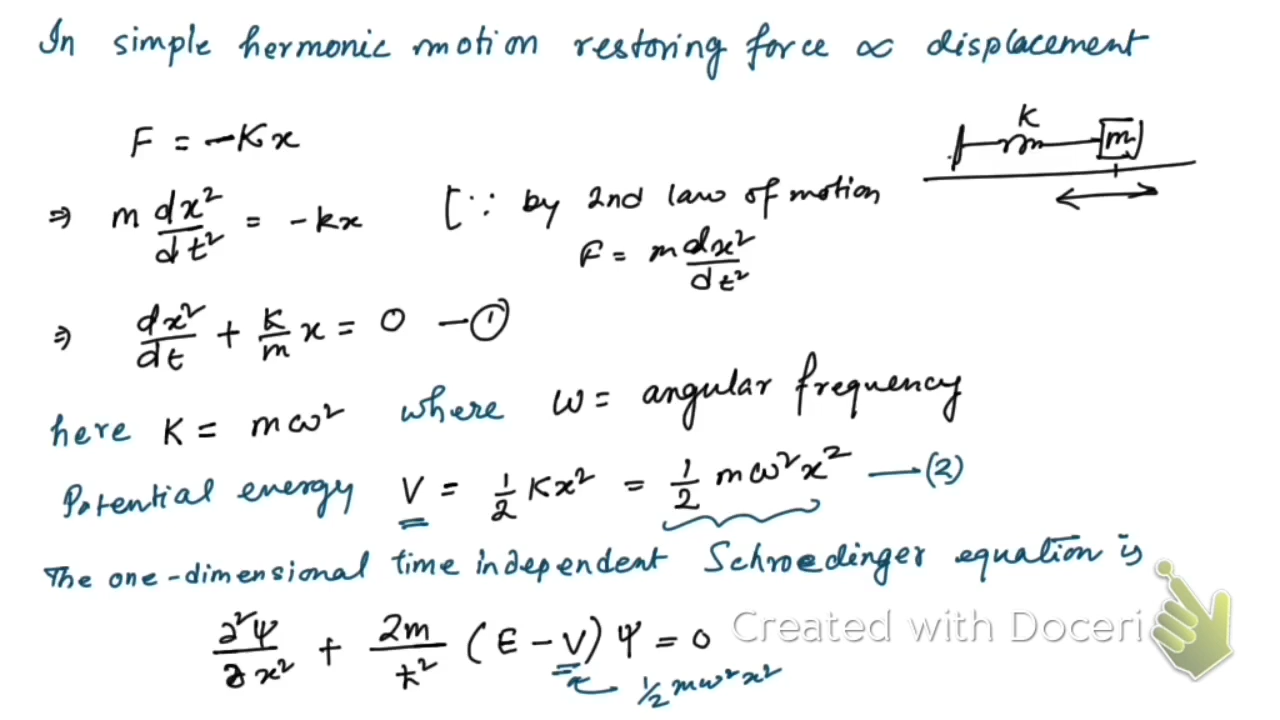 In simple hermonic motion restoring force ∝ displacement
F = -Kx
K
m
⇒ m dx²/dt² = -kx [∵ by 2nd law of motion
F = m dx²/dt²
⇒ dx²/dt + K/m x = 0 —①
here K = mω² where ω = angular frequency
Potential energy V = 1/2 Kx² = 1/2 mω²x² —(2)
The one-dimensional time independent Schroedinger equation is
∂²ψ/∂x² + 2m/ħ² (E - V) ψ = 0
1/2 mω²x²
Created with Doceri